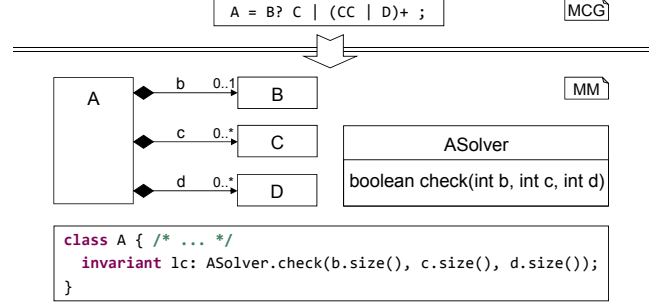 A = B? C | (CC | D)+ ;
MCG
A
b
0..1
B
MM
c
0..*
C
d
0..*
D
ASolver
boolean check(int b, int c, int d)
class A { /* ... */
invariant lc: ASolver.check(b.size(), c.size(), d.size());
}